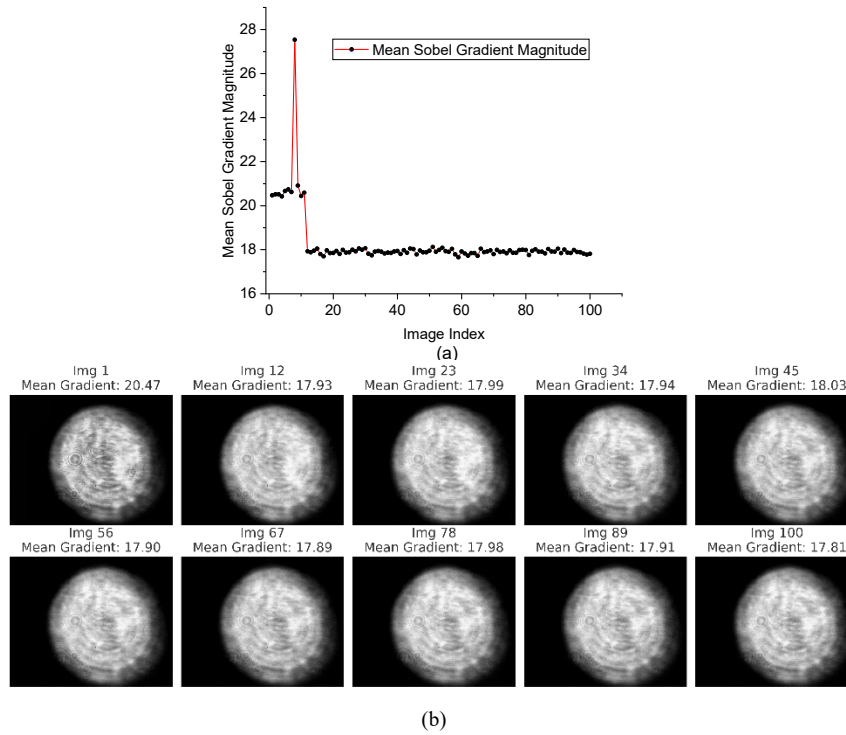 28
26
24
22
20
18
16
Mean Sobel Gradient Magnitude
Mean Sobel Gradient Magnitude
0 20 40 60 80 100
Image Index
(a)
Img 1 Img 12 Img 23 Img 34 Img 45
Mean Gradient: 20.47 Mean Gradient: 17.93 Mean Gradient: 17.99 Mean Gradient: 17.94 Mean Gradient: 18.03
Img 56 Img 67 Img 78 Img 89 Img 100
Mean Gradient: 17.90 Mean Gradient: 17.89 Mean Gradient: 17.98 Mean Gradient: 17.91 Mean Gradient: 17.81
(b)